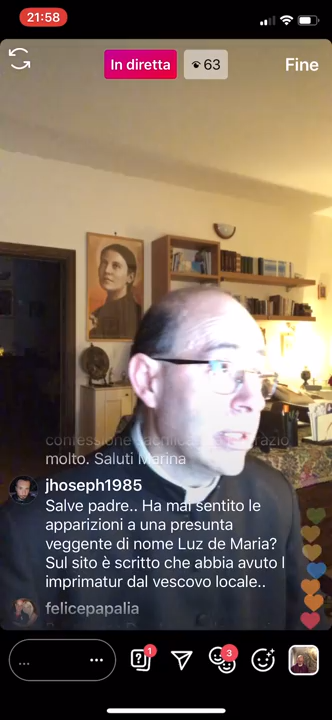 21:58
In diretta
63
Fine
confessione sacrifica
molto. Saluti Marina
jhoseph1985
Salve padre.. Ha mai sentito le
apparizioni a una presunta
veggente di nome Luz de Maria?
Sul sito è scritto che abbia avuto l
imprimatur dal vescovo locale..
felicepapalia
...
1
3